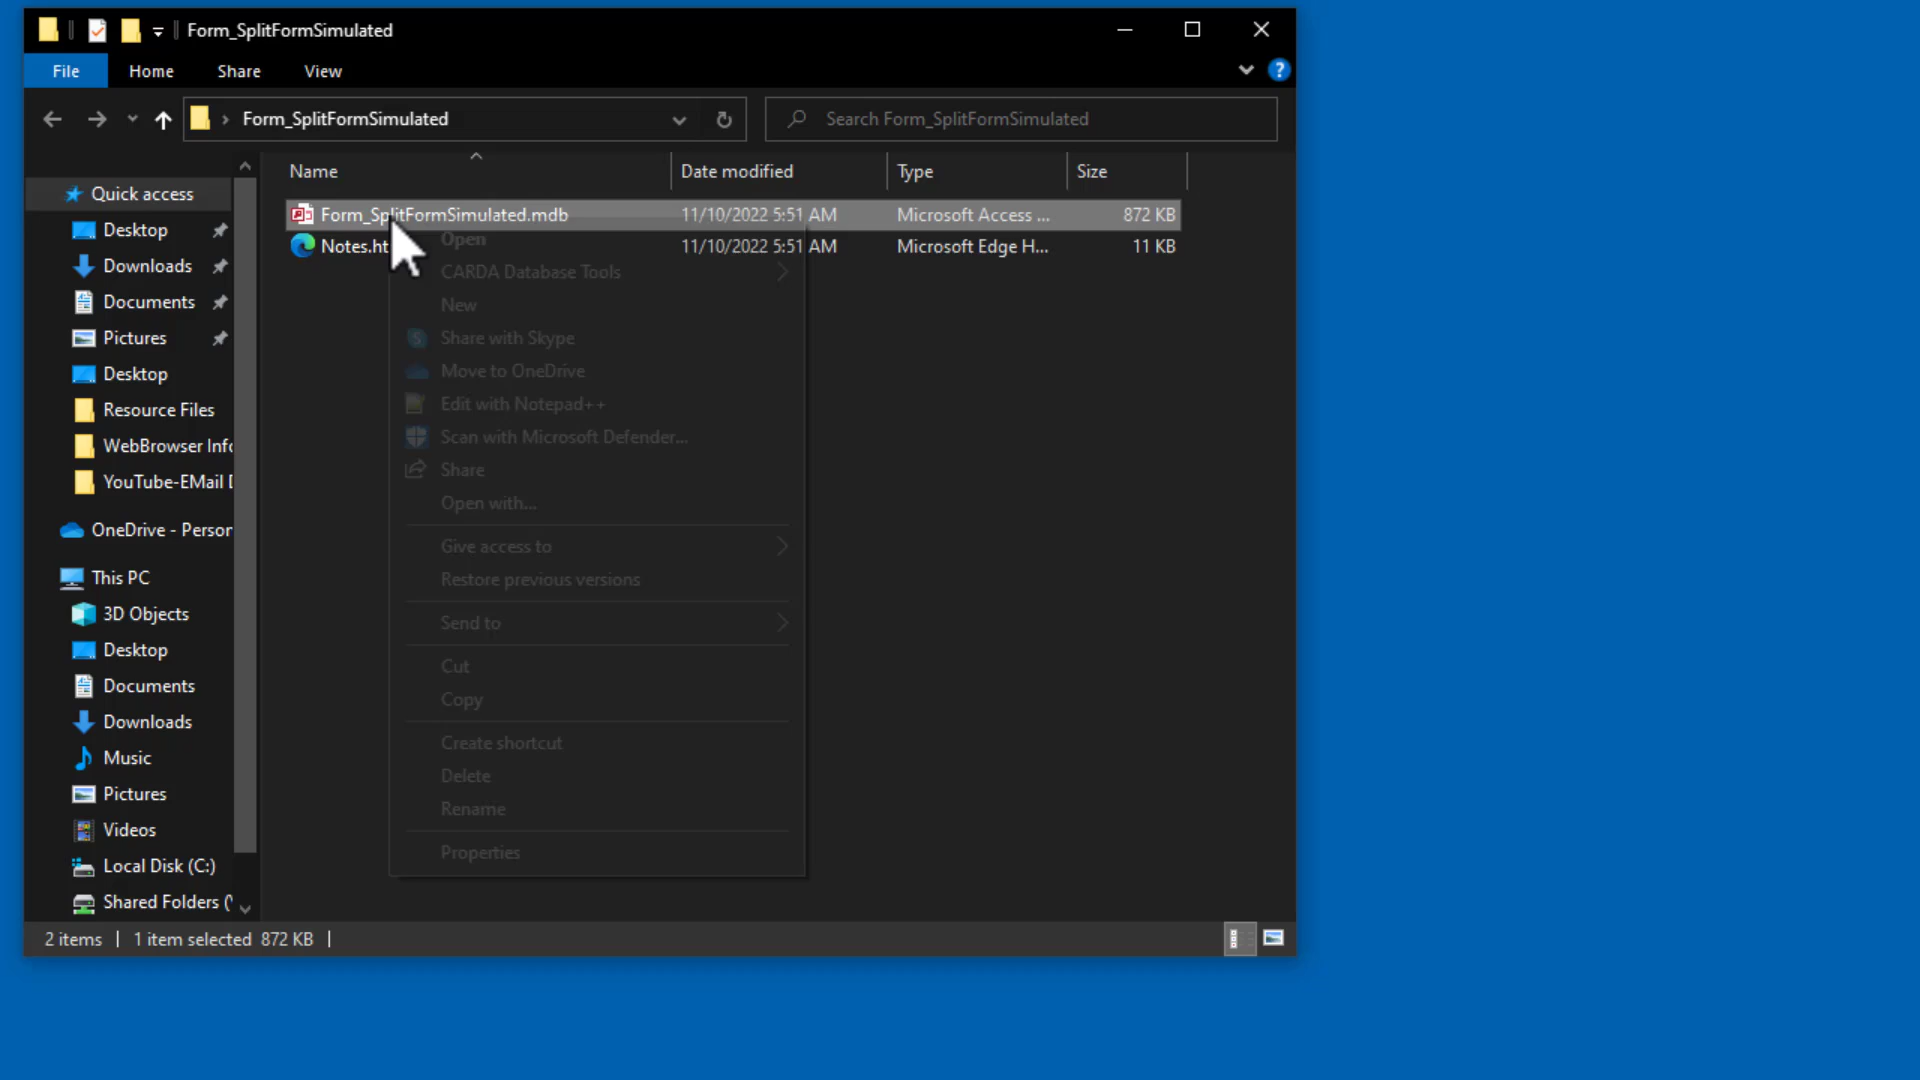 Form_SplitFormSimulated
File Home Share View
Form_SplitFormSimulated
Search Form_SplitFormSimulated
Name Date modified Type Size
Form_SplitFormSimulated.mdb 11/10/2022 5:51 AM Microsoft Access ... 872 KB
Notes.ht 11/10/2022 5:51 AM Microsoft Edge H... 11 KB
Quick access
Desktop
Downloads
Documents
Pictures
Desktop
Resource Files
WebBrowser Info
YouTube-EMail D
OneDrive - Person
This PC
3D Objects
Desktop
Documents
Downloads
Music
Pictures
Videos
Local Disk (C:)
Shared Folders (\
Open
CARDA Database Tools
New
Share with Skype
Move to OneDrive
Edit with Notepad++
Scan with Microsoft Defender...
Share
Open with...
Give access to
Restore previous versions
Send to
Cut
Copy
Create shortcut
Delete
Rename
Properties
2 items 1 item selected 872 KB